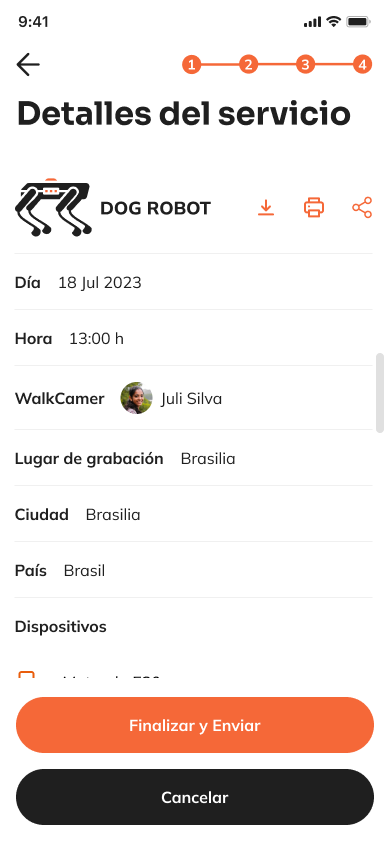 9:41
1 2 3 4
Detalles del servicio
DOG ROBOT
Día 18 Jul 2023
Hora 13:00 h
WalkCamer Juli Silva
Lugar de grabación Brasilia
Ciudad Brasilia
País Brasil
Dispositivos
Finalizar y Enviar
Cancelar